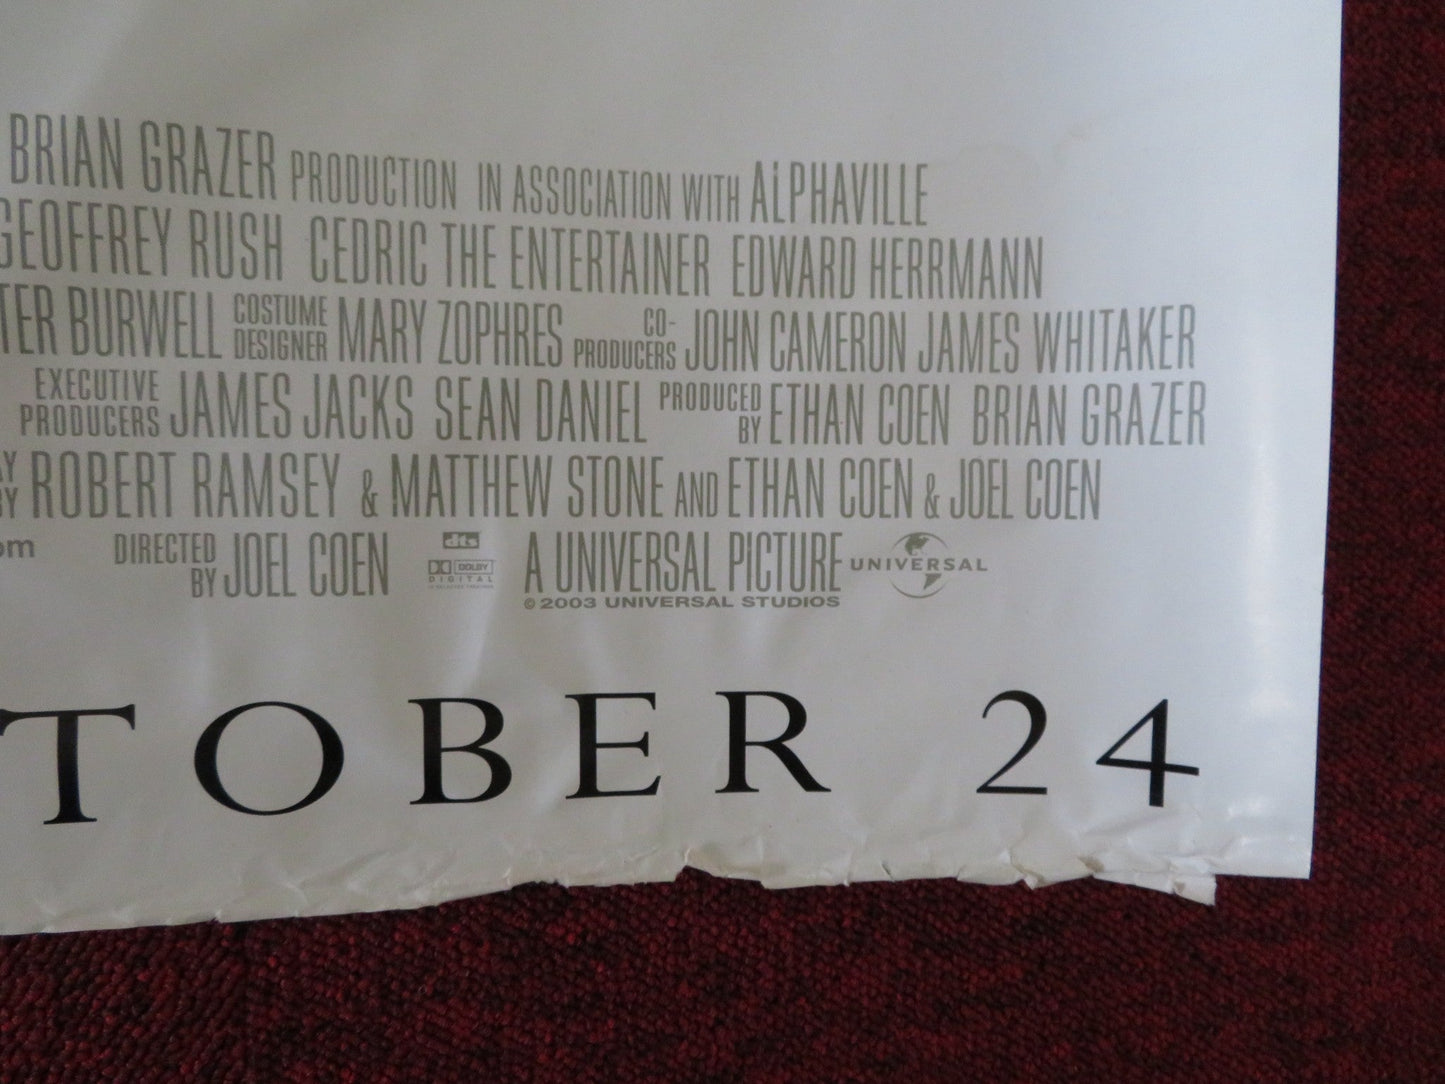 BRIAN GRAZER PRODUCTION IN ASSOCIATION WITH ALPHAVILLE
GEOFFREY RUSH CEDRIC THE ENTERTAINER EDWARD HERRMANN
TER BURWELL COSTUME DESIGNER MARY ZOPHRES CO-PRODUCERS JOHN CAMERON JAMES WHITAKER
EXECUTIVE PRODUCERS JAMES JACKS SEAN DANIEL PRODUCED BY ETHAN COEN BRIAN GRAZER
Y Y ROBERT RAMSEY & MATTHEW STONE AND ETHAN COEN & JOEL COEN
om DIRECTED BY JOEL COEN dts DOLBY DIGITAL A UNIVERSAL PICTURE UNIVERSAL
© 2003 UNIVERSAL STUDIOS
TOBER 24